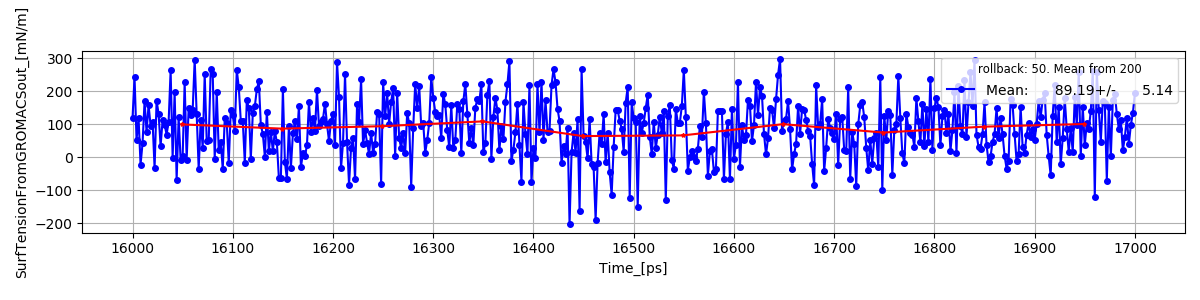 SurfTensionFromGROMACSout_[mN/m]
300
200
100
0
−100
−200
rollback: 50. Mean from 200
Mean: 89.19+/- 5.14
16000 16100 16200 16300 16400 16500 16600 16700 16800 16900 17000
Time_[ps]